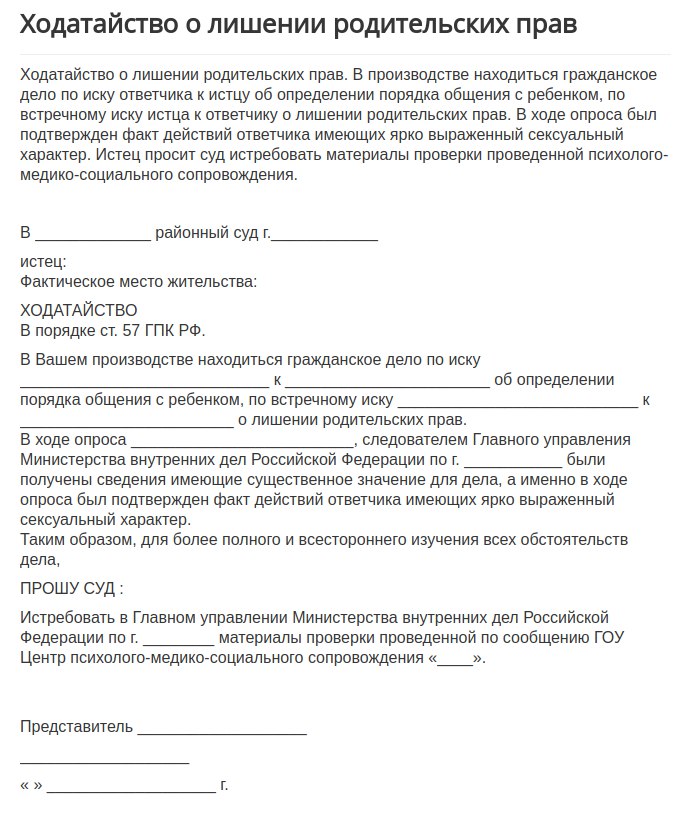 Ходатайство о лишении родительских прав
Ходатайство о лишении родительских прав. В производстве находиться гражданское
дело по иску ответчика к истцу об определении порядка общения с ребенком, по
встречному иску истца к ответчику о лишении родительских прав. В ходе опроса был
подтвержден факт действий ответчика имеющих ярко выраженный сексуальный
характер. Истец просит суд истребовать материалы проверки проведенной психолого-
медико-социального сопровождения.
В _____________ районный суд г.____________
истец:
Фактическое место жительства:
ХОДАТАЙСТВО
В порядке ст. 57 ГПК РФ.
В Вашем производстве находиться гражданское дело по иску
____________________________ к _______________________ об определении
порядка общения с ребенком, по встречному иску ___________________________ к
________________________ о лишении родительских прав.
В ходе опроса _________________________, следователем Главного управления
Министерства внутренних дел Российской Федерации по г. ___________ были
получены сведения имеющие существенное значение для дела, а именно в ходе
опроса был подтвержден факт действий ответчика имеющих ярко выраженный
сексуальный характер.
Таким образом, для более полного и всестороннего изучения всех обстоятельств
дела,
ПРОШУ СУД :
Истребовать в Главном управлении Министерства внутренних дел Российской
Федерации по г. ________ материалы проверки проведенной по сообщению ГОУ
Центр психолого-медико-социального сопровождения «____».
Представитель ___________________
___________________
« » ___________________ г.